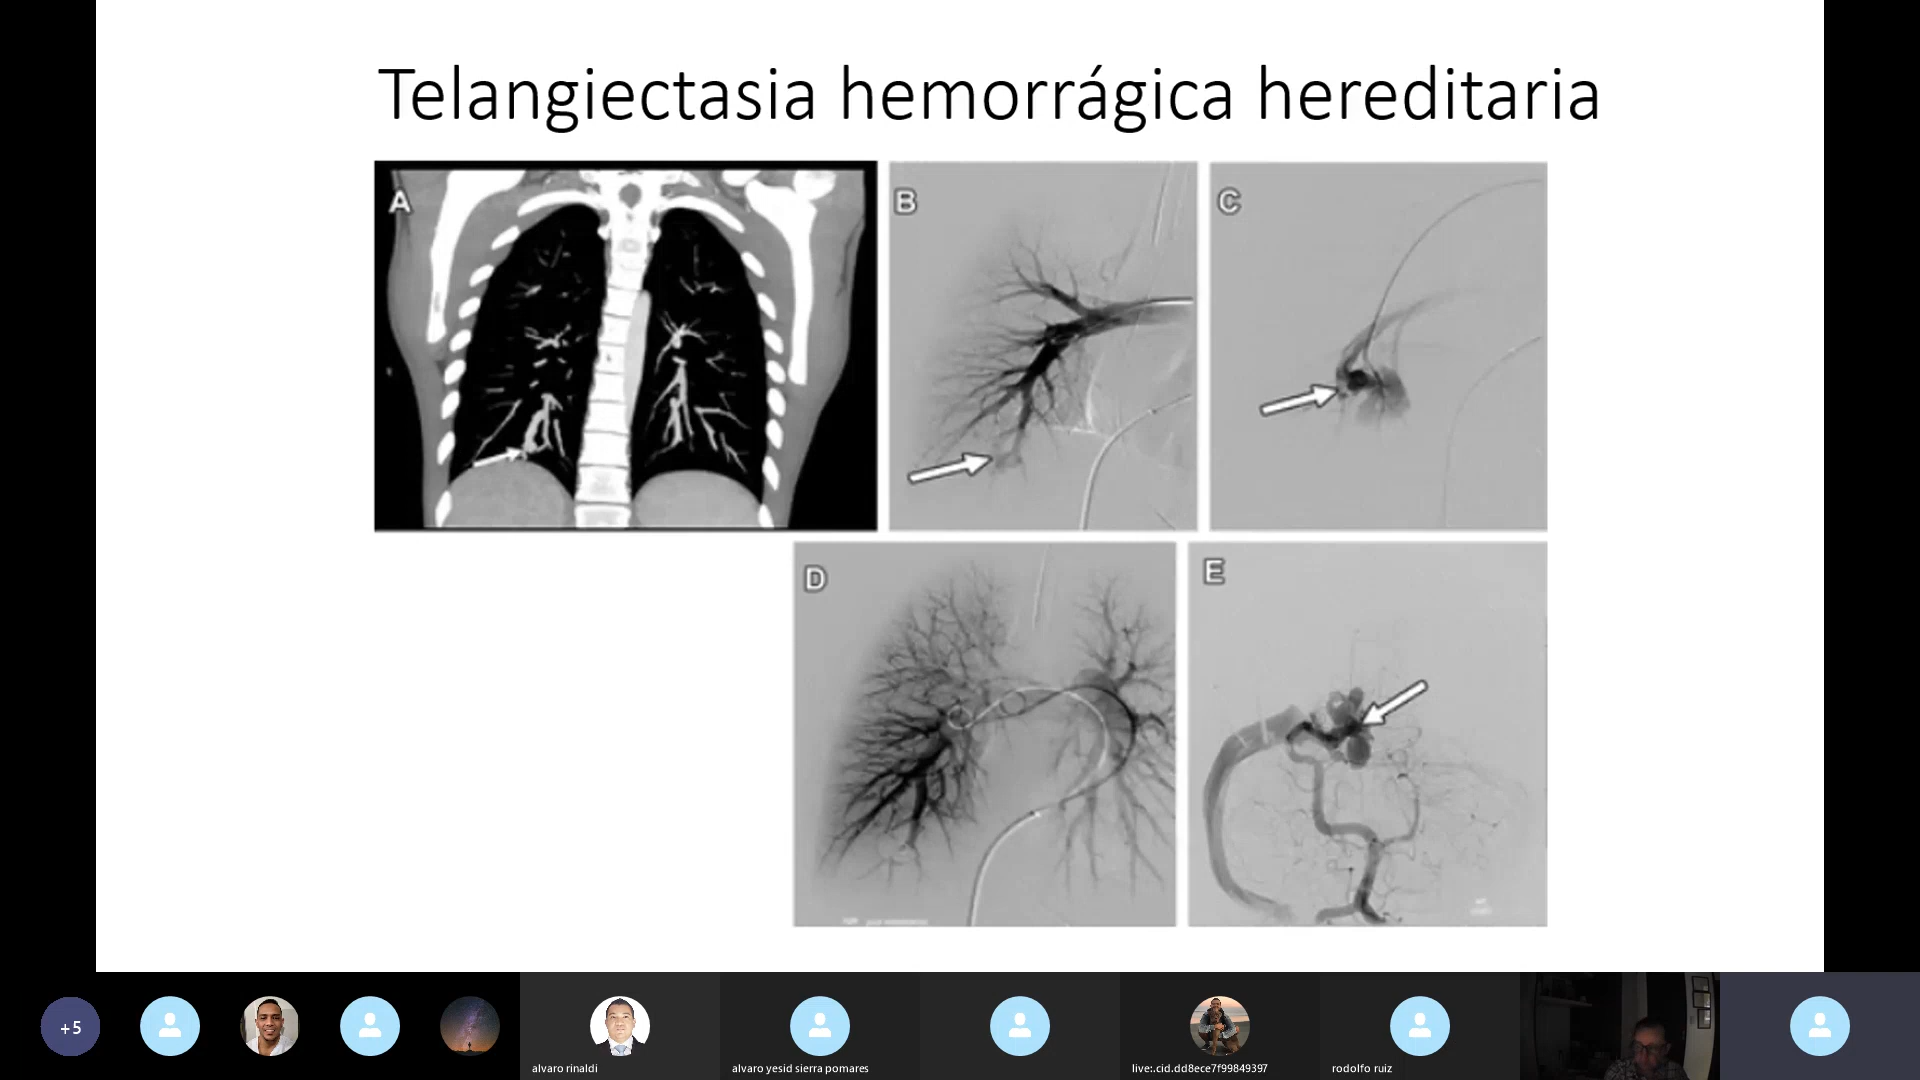 Telangiectasia hemorrágica hereditaria
A
B
C
D
E
+5
alvaro rinaldi
alvaro yesid sierra pomares
live:.cid.dd8ece7f99849397
rodolfo ruiz